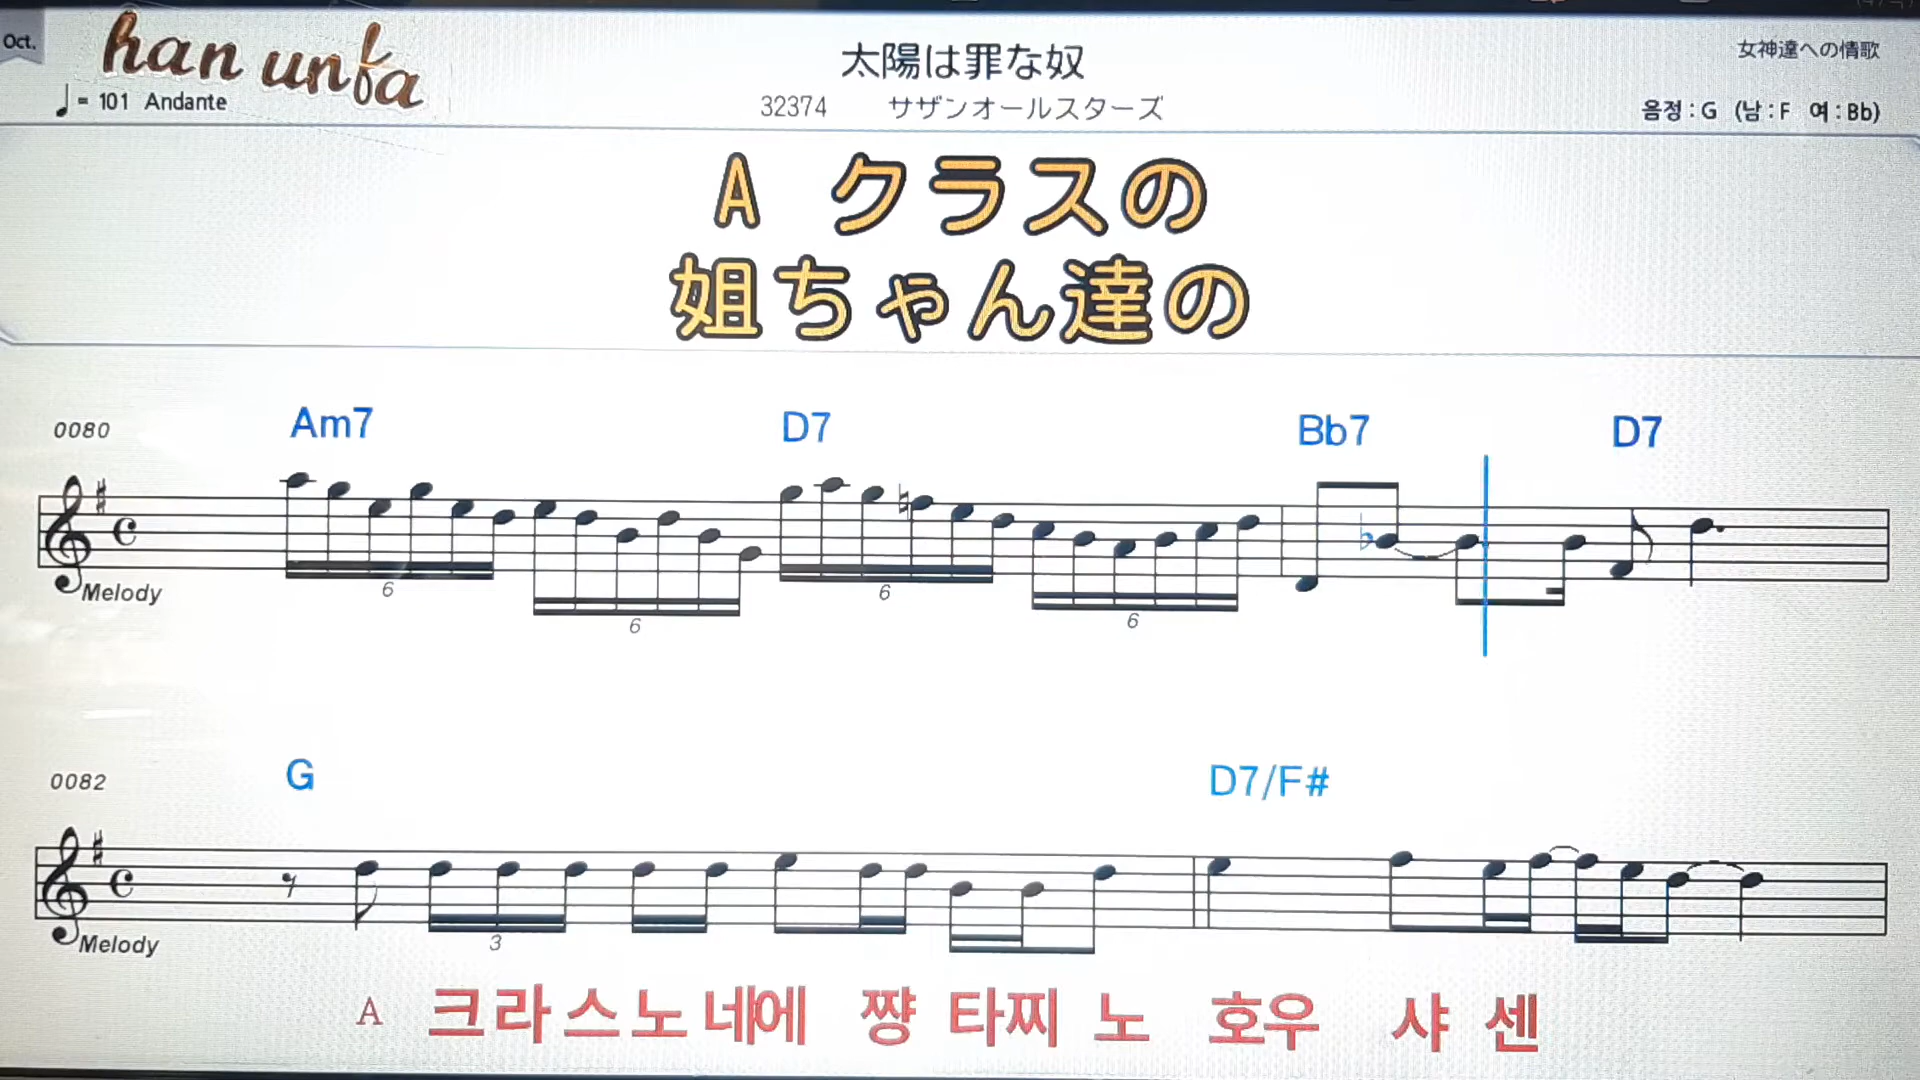 Oct.
han unfa
♩= 101 Andante
太陽は罪な奴
32374 サザンオールスターズ
女神達への情歌
음정 : G (남 : F 여 : Bb)
A クラスの
姐ちゃん達の
0080 Am7 D7 Bb7 D7
Melody
6 6 6 6
0082 G D7/F#
Melody
3
A 크라스노네에 쨩 타찌 노 호우 샤 센